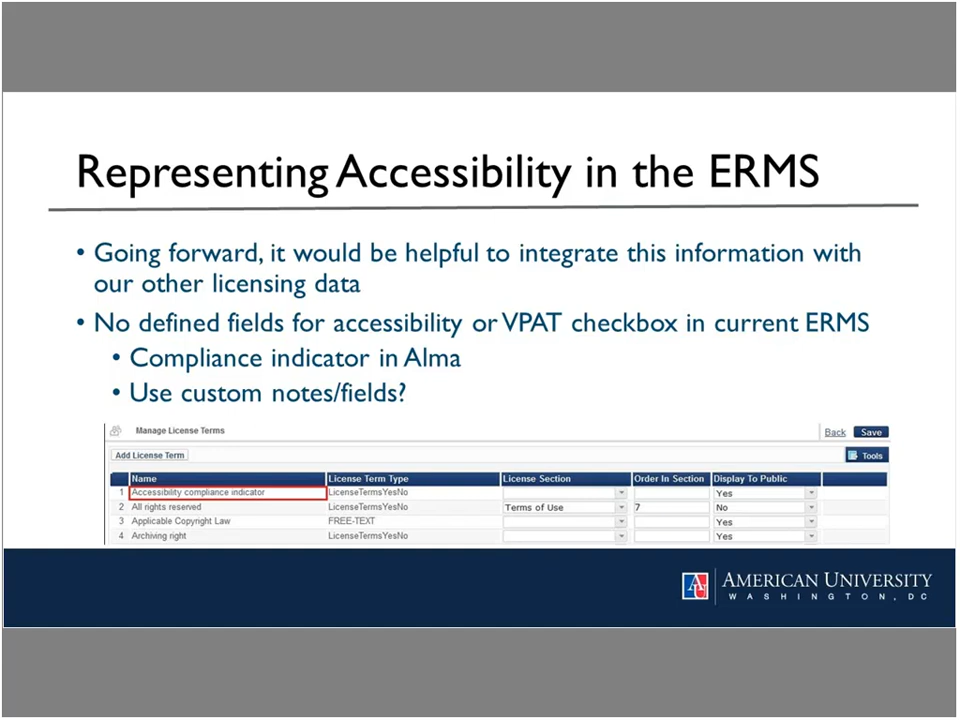 Representing Accessibility in the ERMS
• Going forward, it would be helpful to integrate this information with
our other licensing data
• No defined fields for accessibility or VPAT checkbox in current ERMS
• Compliance indicator in Alma
• Use custom notes/fields?
Manage License Terms Back Save
Add License Term Tools
Name License Term Type License Section Order In Section Display To Public
1 Accessibility compliance indicator LicenseTermsYesNo Yes
2 All rights reserved LicenseTermsYesNo Terms of Use 7 No
3 Applicable Copyright Law FREE-TEXT Yes
4 Archiving right LicenseTermsYesNo Yes
AU AMERICAN UNIVERSITY
WASHINGTON, DC